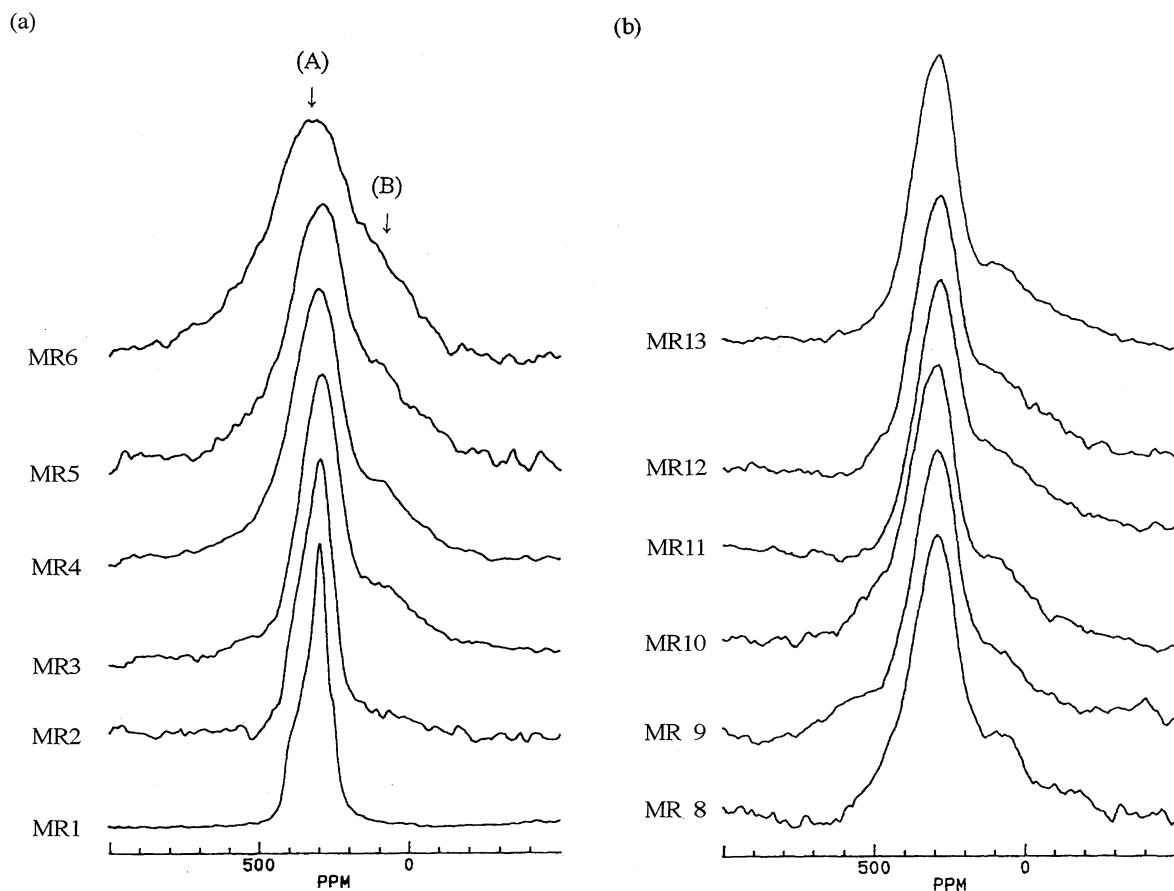 (a)
(A)
↓
(B)
↓
MR6
MR5
MR4
MR3
MR2
MR1
500
0
PPM
(b)
MR13
MR12
MR11
MR10
MR 9
MR 8
500
0
PPM